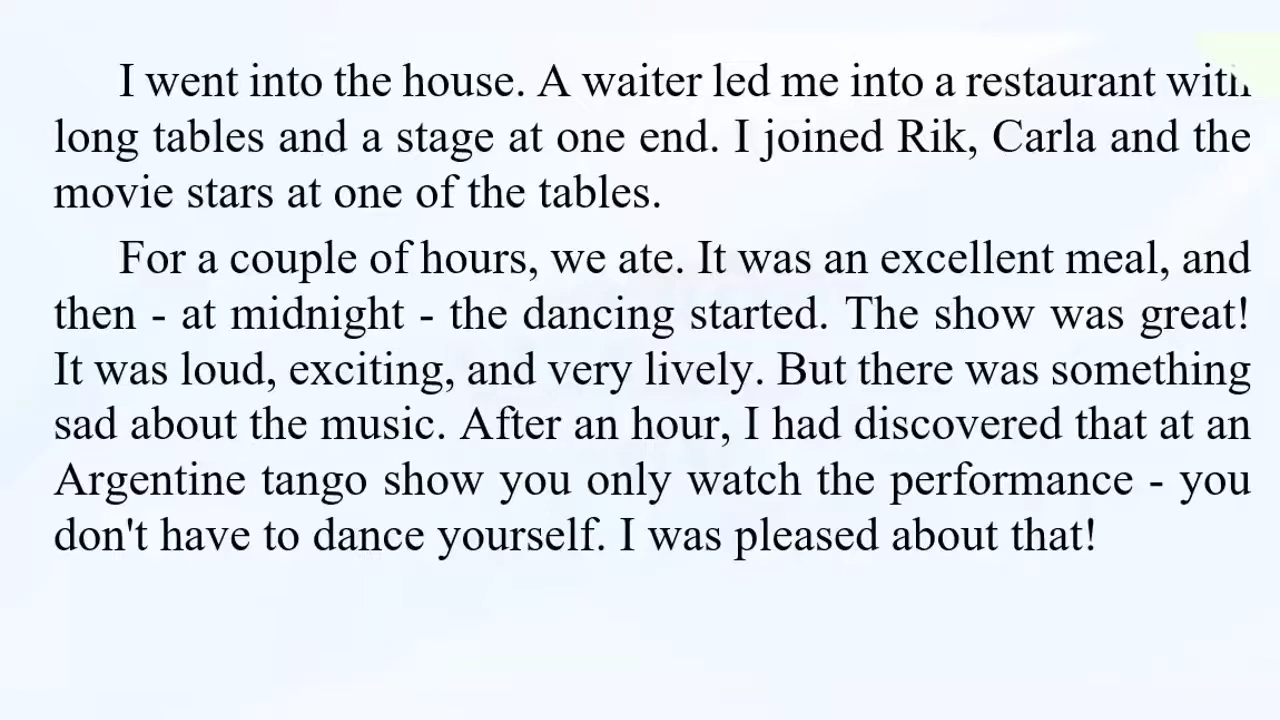 I went into the house. A waiter led me into a restaurant with
long tables and a stage at one end. I joined Rik, Carla and the
movie stars at one of the tables.
For a couple of hours, we ate. It was an excellent meal, and
then - at midnight - the dancing started. The show was great!
It was loud, exciting, and very lively. But there was something
sad about the music. After an hour, I had discovered that at an
Argentine tango show you only watch the performance - you
don't have to dance yourself. I was pleased about that!